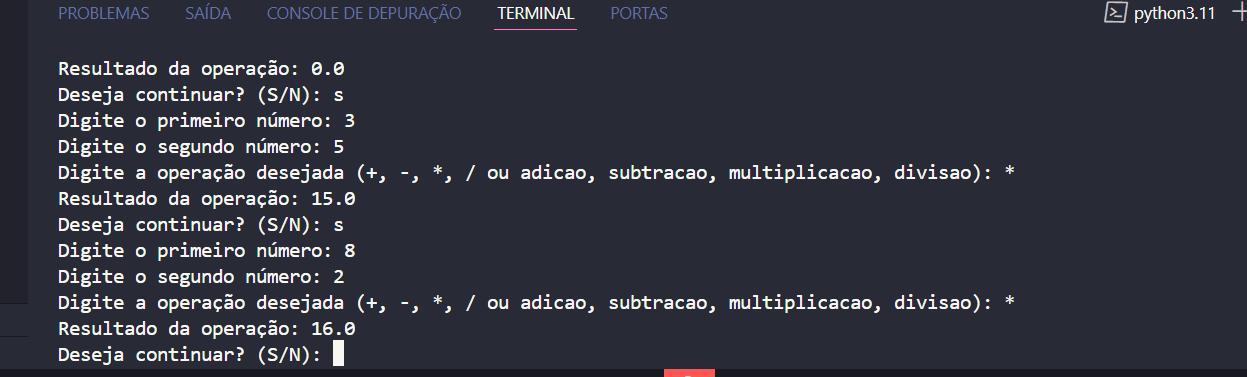 PROBLEMAS SAÍDA CONSOLE DE DEPURAÇÃO TERMINAL PORTAS python3.11
Resultado da operação: 0.0
Deseja continuar? (S/N): s
Digite o primeiro número: 3
Digite o segundo número: 5
Digite a operação desejada (+, -, *, / ou adicao, subtracao, multiplicacao, divisao): *
Resultado da operação: 15.0
Deseja continuar? (S/N): s
Digite o primeiro número: 8
Digite o segundo número: 2
Digite a operação desejada (+, -, *, / ou adicao, subtracao, multiplicacao, divisao): *
Resultado da operação: 16.0
Deseja continuar? (S/N):